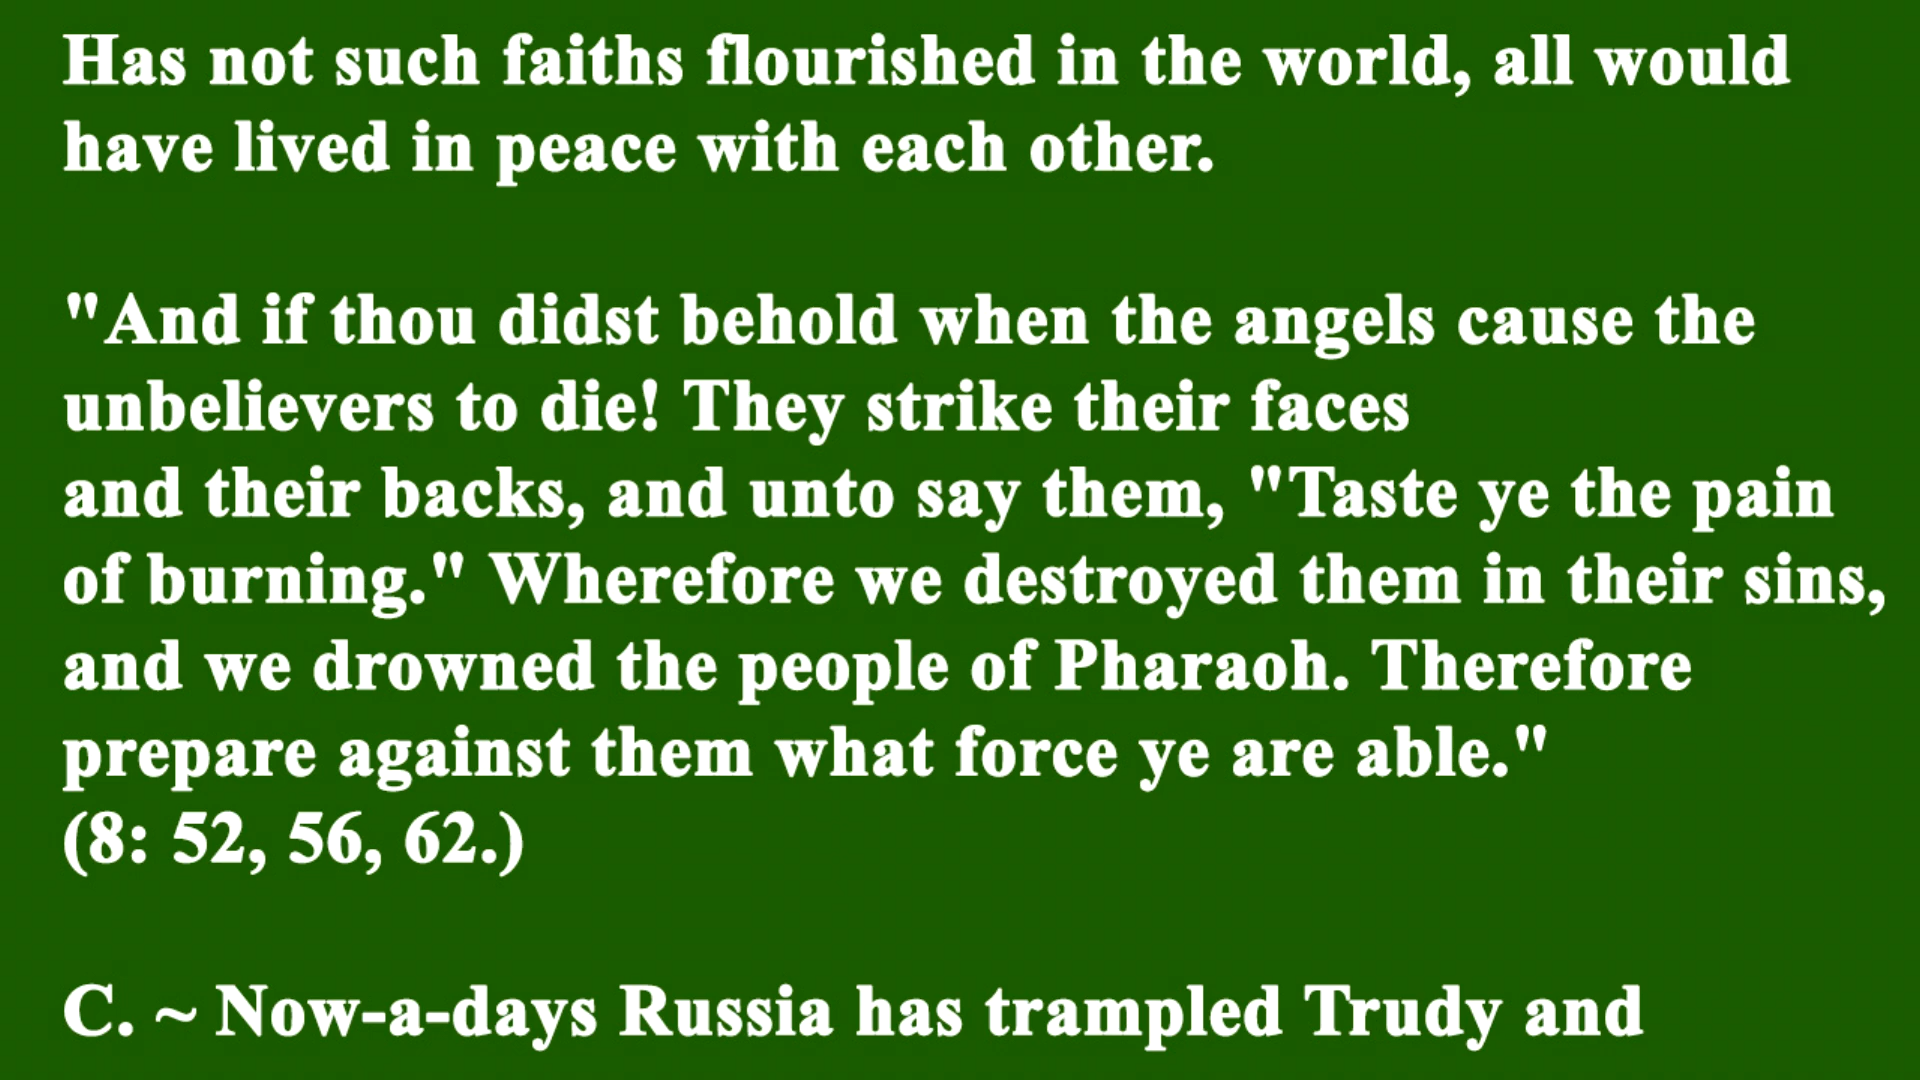 Has not such faiths flourished in the world, all would
have lived in peace with each other.
"And if thou didst behold when the angels cause the
unbelievers to die! They strike their faces
and their backs, and unto say them, "Taste ye the pain
of burning." Wherefore we destroyed them in their sins,
and we drowned the people of Pharaoh. Therefore
prepare against them what force ye are able."
(8: 52, 56, 62.)
C. ~ Now-a-days Russia has trampled Trudy and